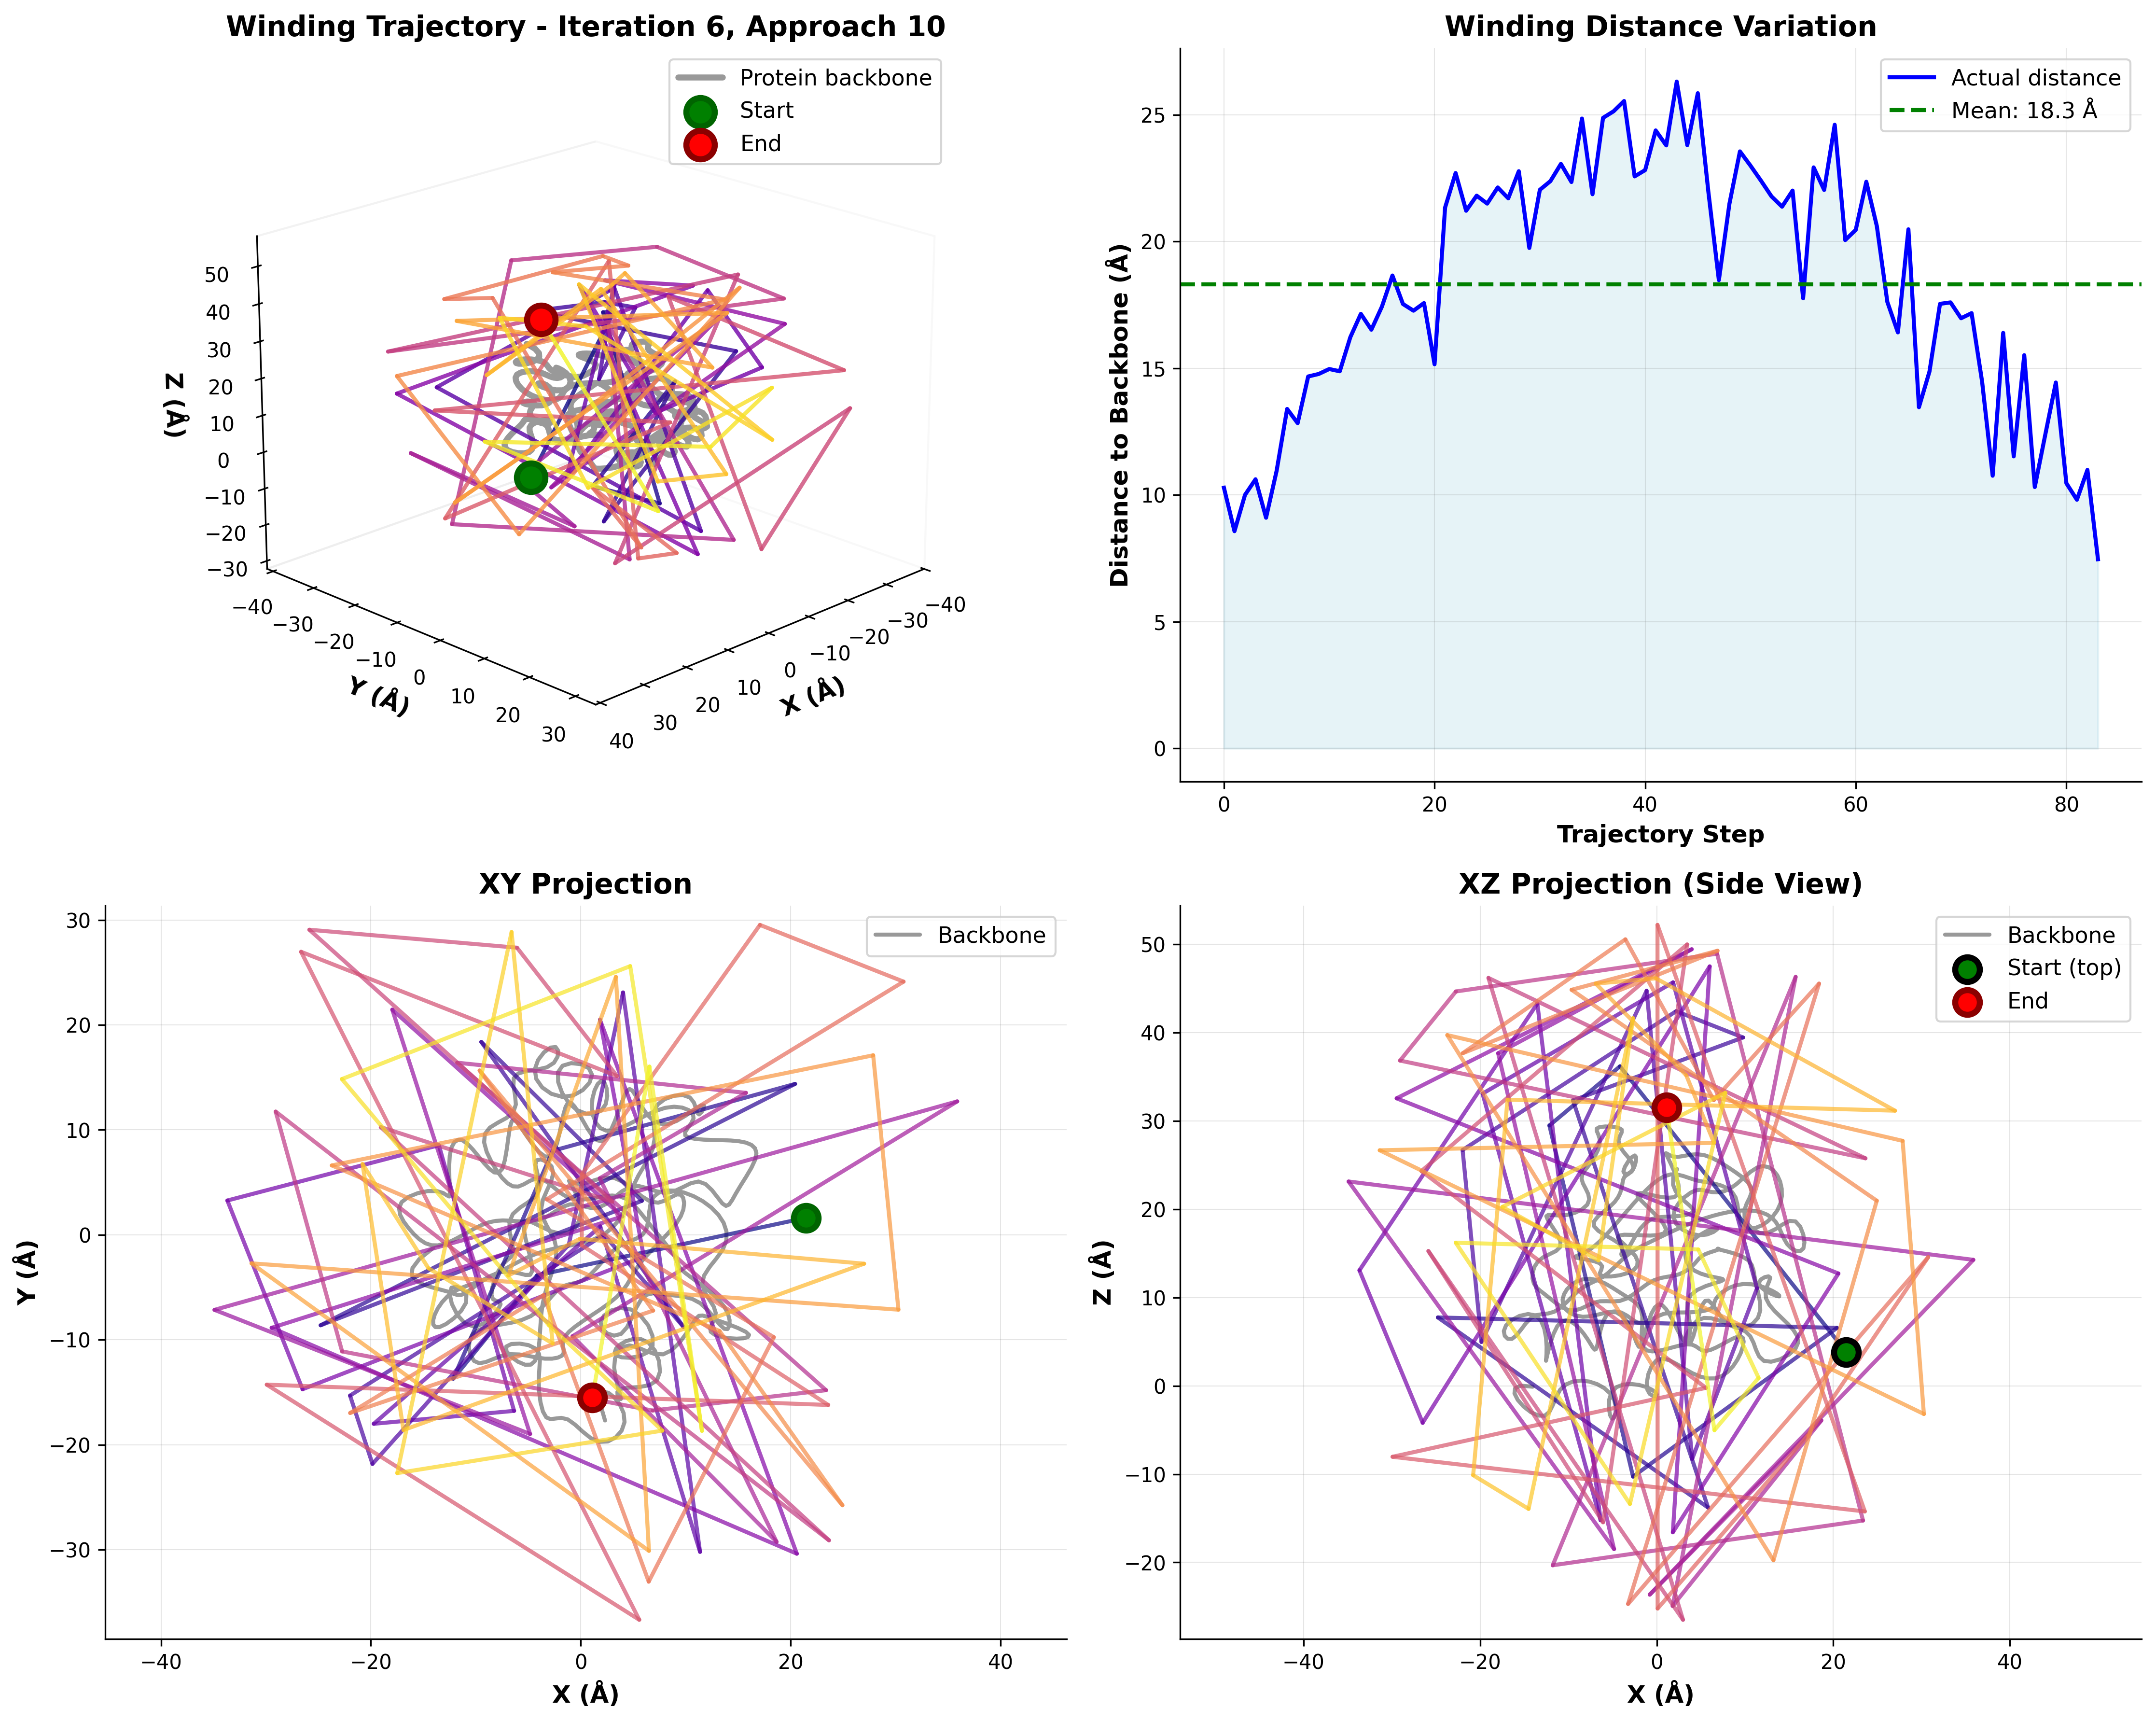 Winding Trajectory - Iteration 6, Approach 10
Protein backbone
Start
End
50
40
30
20
10
0
−10
−20
−30
Z (Å)
−40
−30
−20
−10
0
10
20
30
Y (Å)
−40
−30
−20
−10
0
10
20
30
40
X (Å)
Winding Distance Variation
Actual distance
Mean: 18.3 Å
25
20
15
10
5
0
Distance to Backbone (Å)
0 20 40 60 80
Trajectory Step
XY Projection
Backbone
30
20
10
0
−10
−20
−30
Y (Å)
−40 −20 0 20 40
X (Å)
XZ Projection (Side View)
Backbone
Start (top)
End
50
40
30
20
10
0
−10
−20
Z (Å)
−40 −20 0 20 40
X (Å)